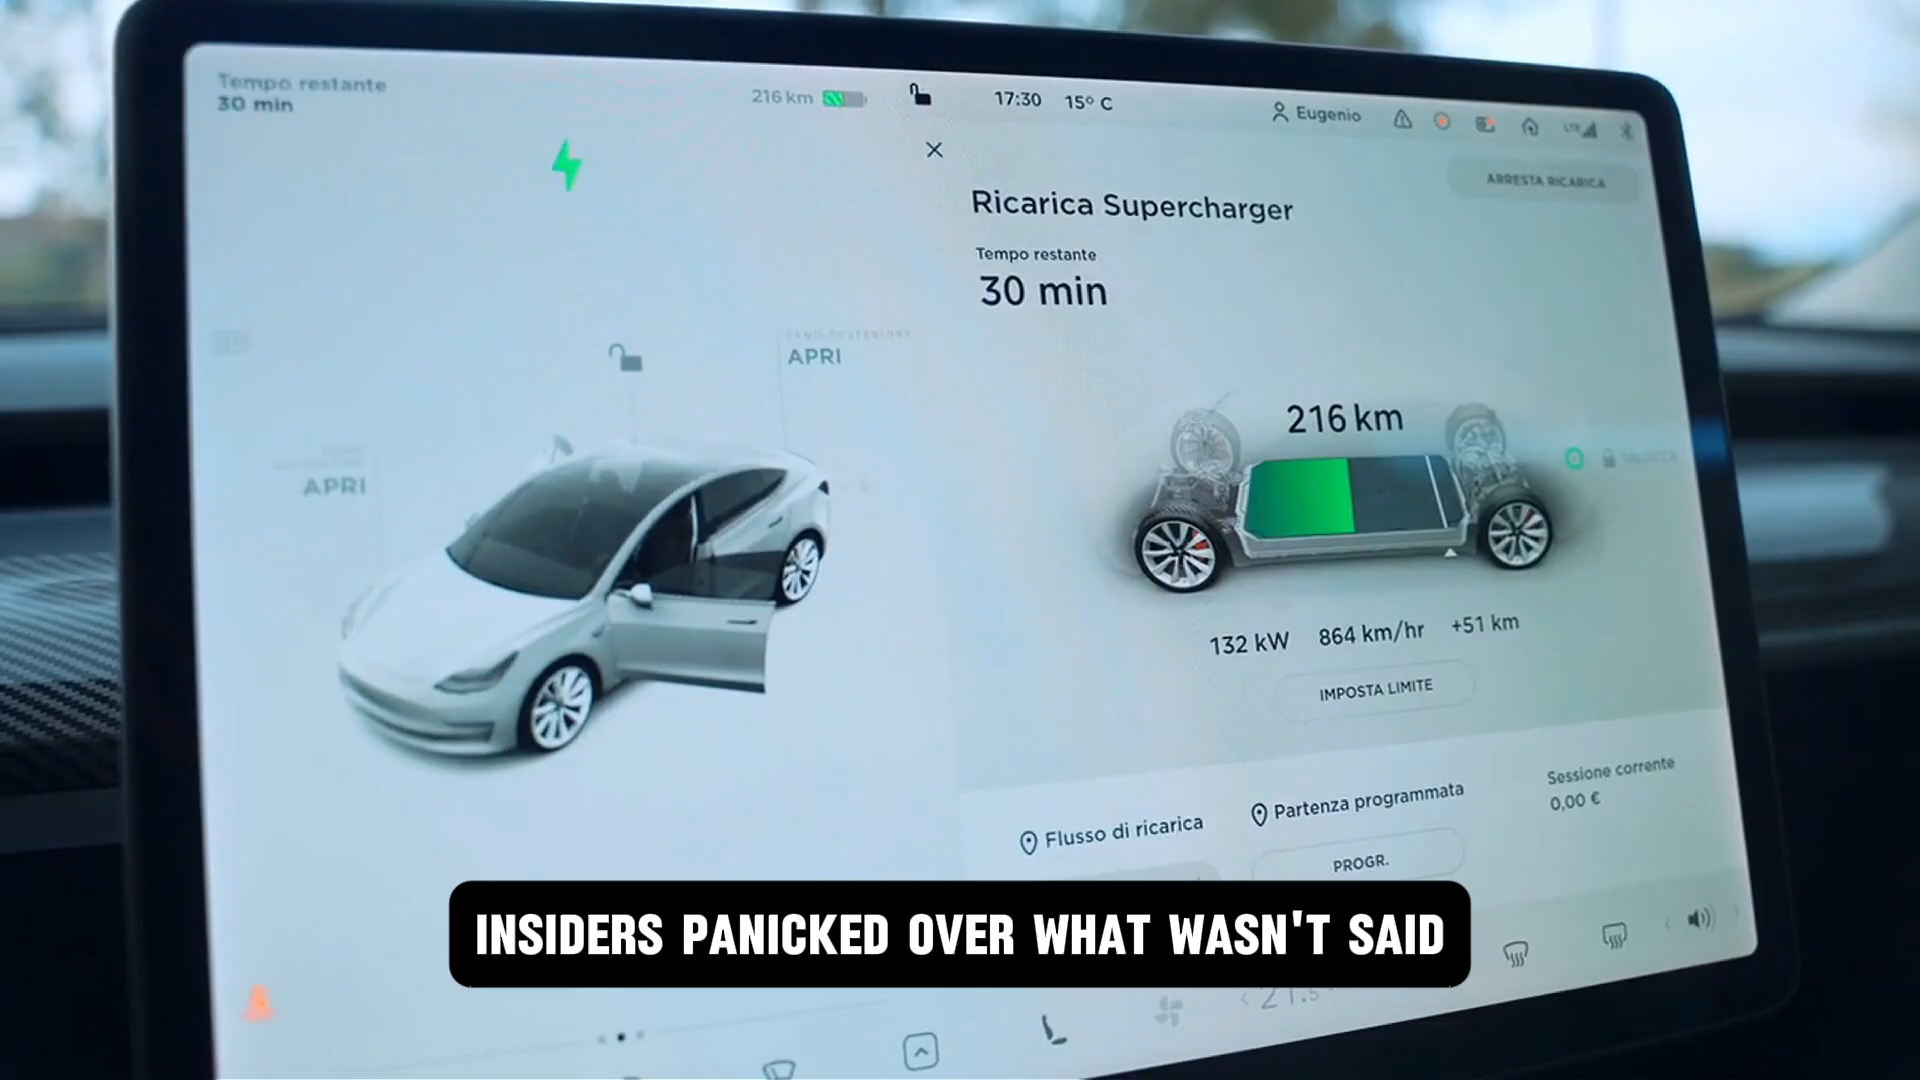 Tempo restante
30 min
216 km
17:30
15° C
Eugenio
LTE
ARRESTA RICARICA
Ricarica Supercharger
Tempo restante
30 min
APRI
APRI
216 km
132 kW
864 km/hr
+51 km
IMPOSTA LIMITE
Flusso di ricarica
Partenza programmata
PROGR.
Sessione corrente
0,00 €
INSIDERS PANICKED OVER WHAT WASN'T SAID